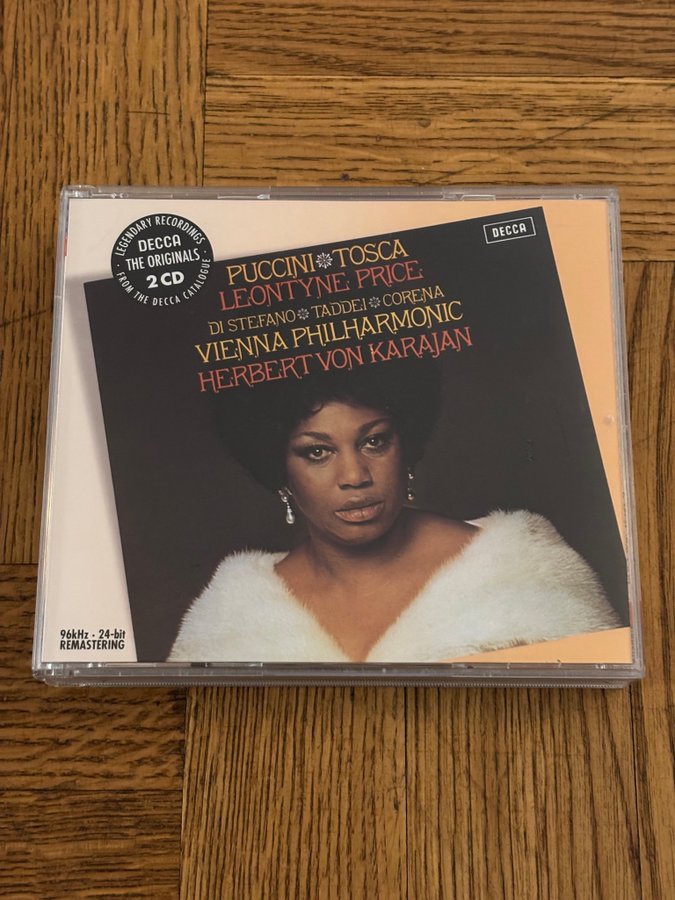 LEGENDARY RECORDINGS
DECCA
THE ORIGINALS
2 CD
FROM THE DECCA CATALOGUE
DECCA
PUCCINI TOSCA
LEONTYNE PRICE
DI STEFANO TADDEI CORENA
VIENNA PHILHARMONIC
HERBERT VON KARAJAN
96kHz · 24-bit
REMASTERING